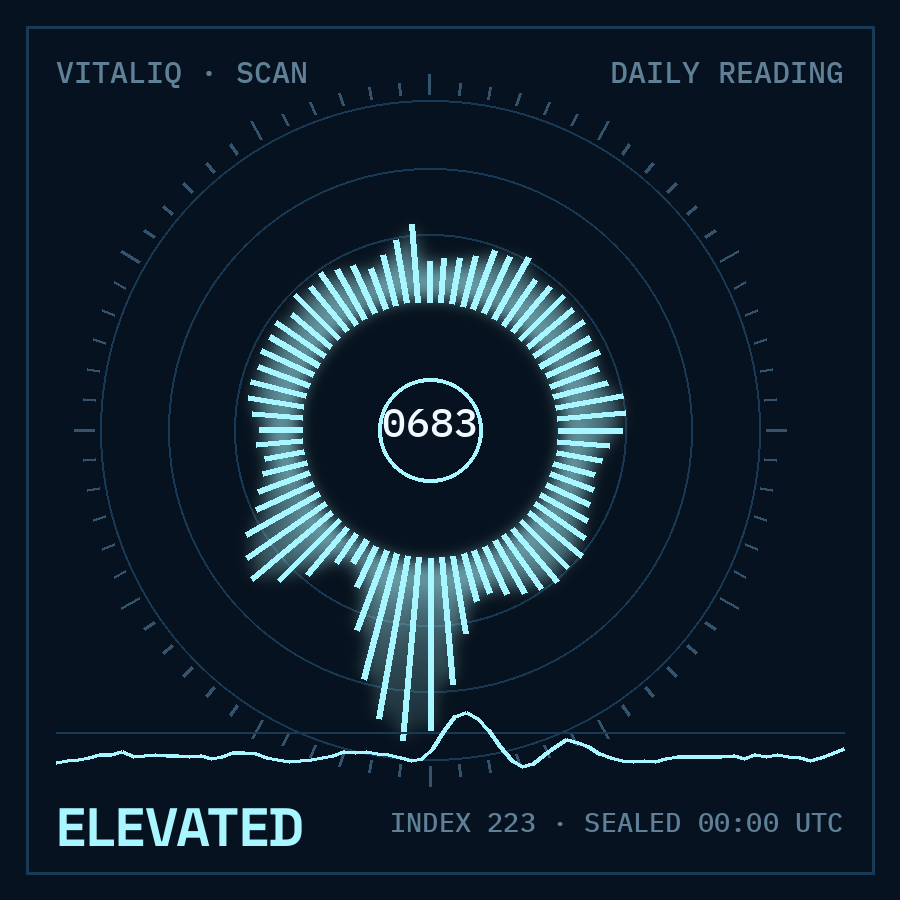 VITALIQ · SCAN
DAILY READING
0683
ELEVATED
INDEX 223 · SEALED 00:00 UTC